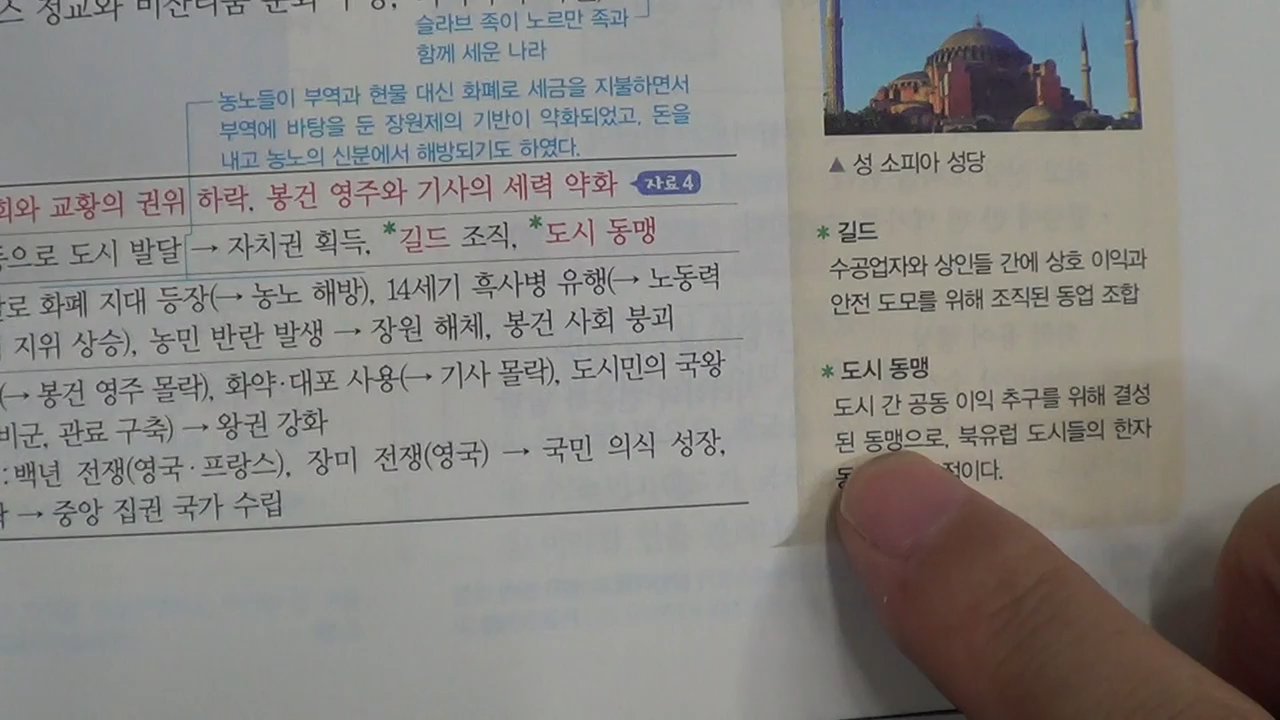 스 정교와 비잔티움 문화
슬라브 족이 노르만 족과
함께 세운 나라
농노들이 부역과 현물 대신 화폐로 세금을 지불하면서
부역에 바탕을 둔 장원제의 기반이 약화되었고, 돈을
내고 농노의 신분에서 해방되기도 하였다.
회와 교황의 권위 하락, 봉건 영주와 기사의 세력 약화 자료 4
으로 도시 발달 → 자치권 획득, *길드 조직, *도시 동맹
로 화폐 지대 등장(→ 농노 해방), 14세기 흑사병 유행(→ 노동력
지위 상승), 농민 반란 발생 → 장원 해체, 봉건 사회 붕괴
(→ 봉건 영주 몰락), 화약·대포 사용(→ 기사 몰락), 도시민의 국왕
비군, 관료 구축) → 왕권 강화
: 백년 전쟁(영국·프랑스), 장미 전쟁(영국) → 국민 의식 성장,
→ 중앙 집권 국가 수립
▲ 성 소피아 성당
* 길드
수공업자와 상인들 간에 상호 이익과
안전 도모를 위해 조직된 동업 조합
* 도시 동맹
도시 간 공동 이익 추구를 위해 결성
된 동맹으로, 북유럽 도시들의 한자
적이다.